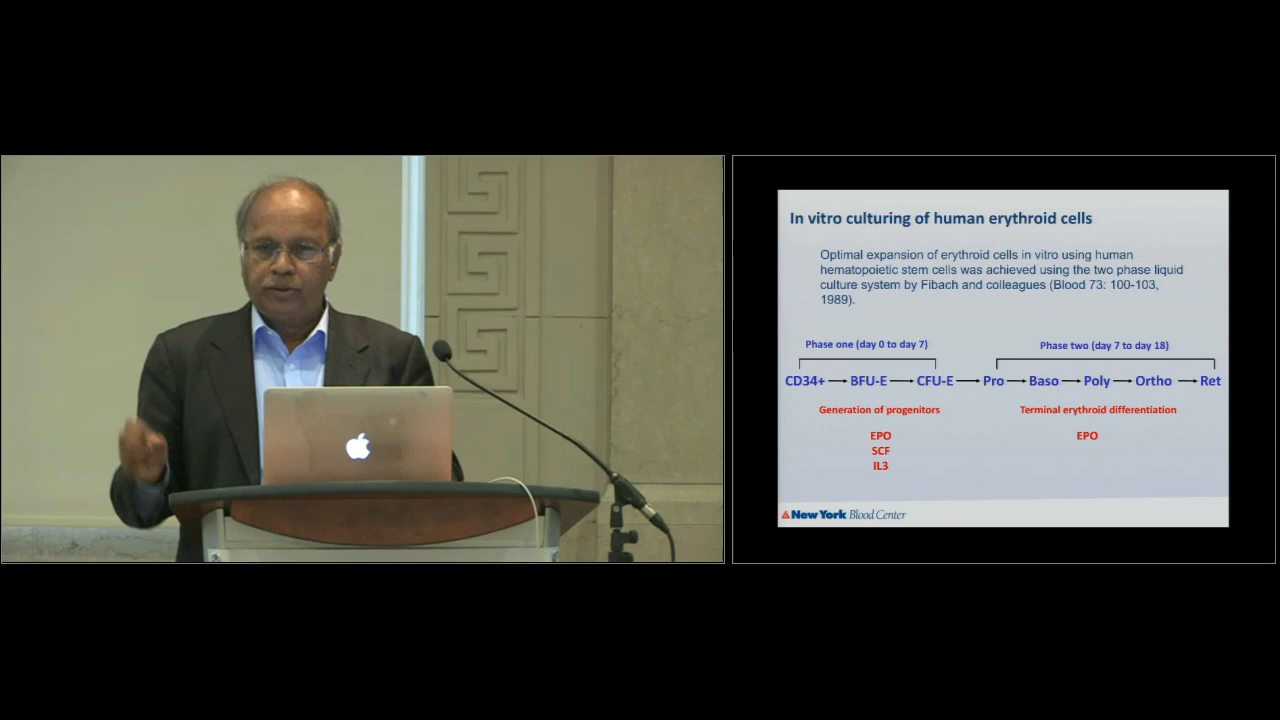 In vitro culturing of human erythroid cells
Optimal expansion of erythroid cells in vitro using human
hematopoietic stem cells was achieved using the two phase liquid
culture system by Fibach and colleagues (Blood 73: 100-103,
1989).
Phase one (day 0 to day 7)
Phase two (day 7 to day 18)
CD34+ → BFU-E → CFU-E → Pro → Baso → Poly → Ortho → Ret
Generation of progenitors
Terminal erythroid differentiation
EPO
EPO
SCF
IL3
New York Blood Center